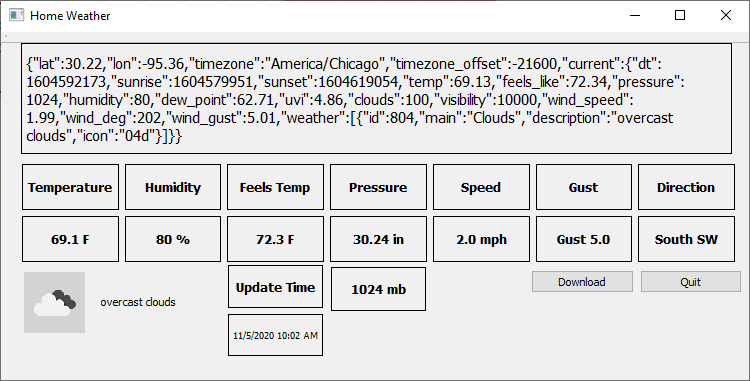 Home Weather
{"lat":30.22,"lon":-95.36,"timezone":"America/Chicago","timezone_offset":-21600,"current":{"dt":
1604592173,"sunrise":1604579951,"sunset":1604619054,"temp":69.13,"feels_like":72.34,"pressure":
1024,"humidity":80,"dew_point":62.71,"uvi":4.86,"clouds":100,"visibility":10000,"wind_speed":
1.99,"wind_deg":202,"wind_gust":5.01,"weather":[{"id":804,"main":"Clouds","description":"overcast
clouds","icon":"04d"}]}}
Temperature Humidity Feels Temp Pressure Speed Gust Direction
69.1 F 80 % 72.3 F 30.24 in 2.0 mph Gust 5.0 South SW
overcast clouds Update Time 1024 mb Download Quit
11/5/2020 10:02 AM